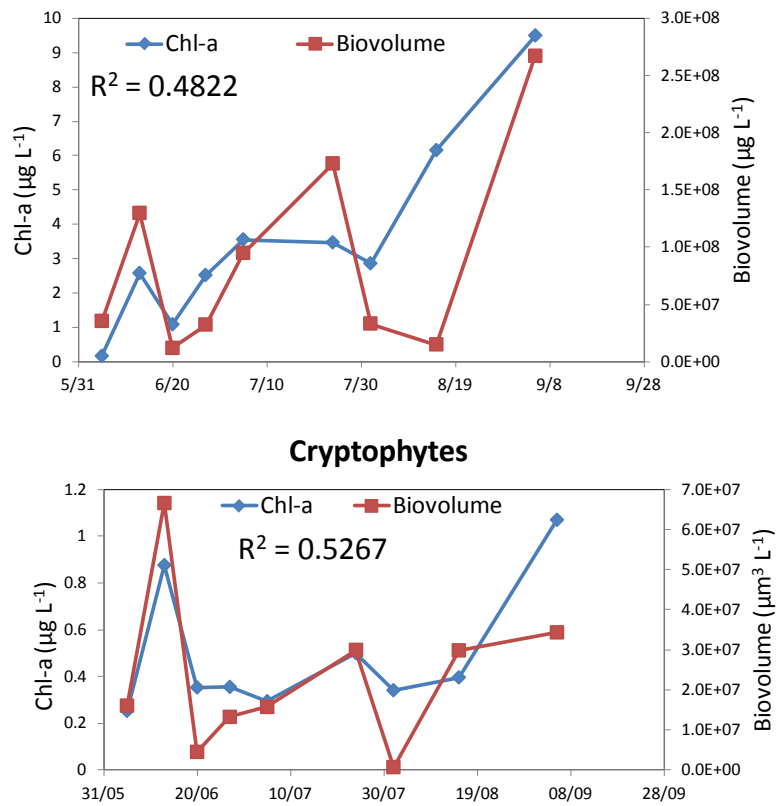 Chl-a Biovolume
R² = 0.4822
Chl-a (µg L⁻¹)
10
9
8
7
6
5
4
3
2
1
0
3.0E+08
2.5E+08
2.0E+08
1.5E+08
1.0E+08
5.0E+07
0.0E+00
Biovolume (µg L⁻¹)
5/31 6/20 7/10 7/30 8/19 9/8 9/28
Cryptophytes
Chl-a Biovolume
R² = 0.5267
Chl-a (µg L⁻¹)
1.2
1
0.8
0.6
0.4
0.2
0
7.0E+07
6.0E+07
5.0E+07
4.0E+07
3.0E+07
2.0E+07
1.0E+07
0.0E+00
Biovolume (µm³ L⁻¹)
31/05 20/06 10/07 30/07 19/08 08/09 28/09